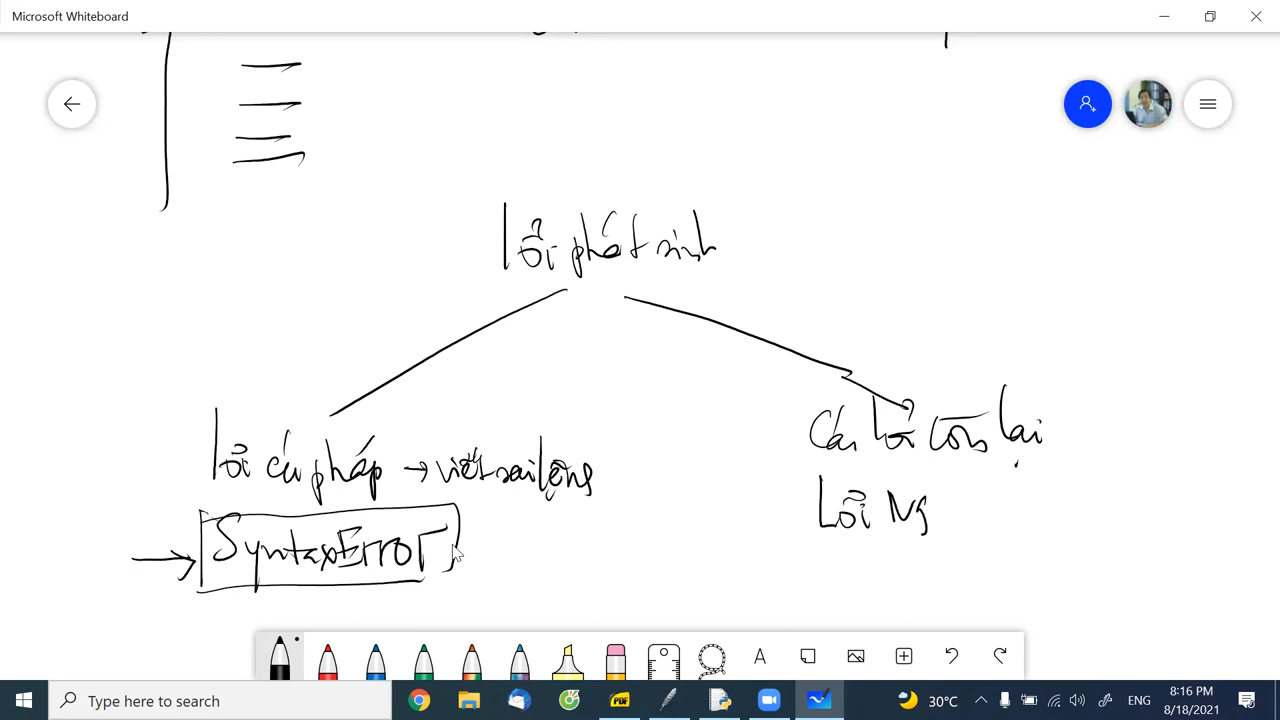 Microsoft Whiteboard
lỗi phát sinh
lỗi cú pháp → viết sai lệnh
SyntaxError
Các lỗi còn lại
Lỗi Ng
A
PDF
Type here to search
30°C
ENG
8:16 PM
8/18/2021